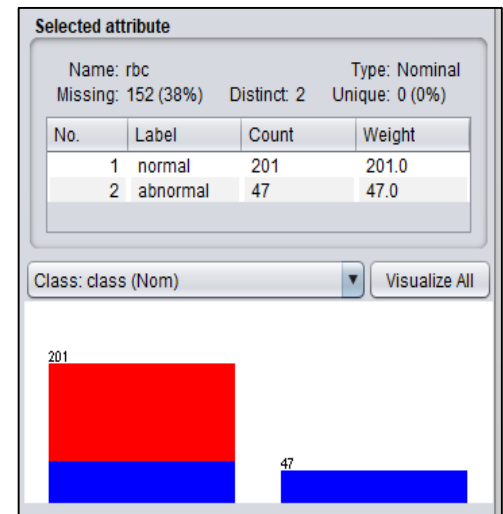 Selected attribute
Name: rbc Type: Nominal
Missing: 152 (38%) Distinct: 2 Unique: 0 (0%)
No. Label Count Weight
1 normal 201 201.0
2 abnormal 47 47.0
Class: class (Nom) Visualize All
201
47